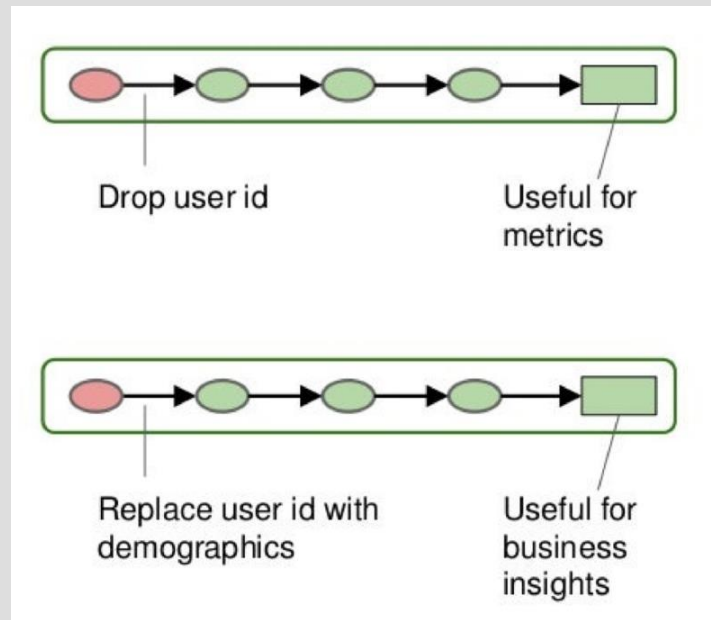 Drop user id
Useful for
metrics
Replace user id with
demographics
Useful for
business
insights